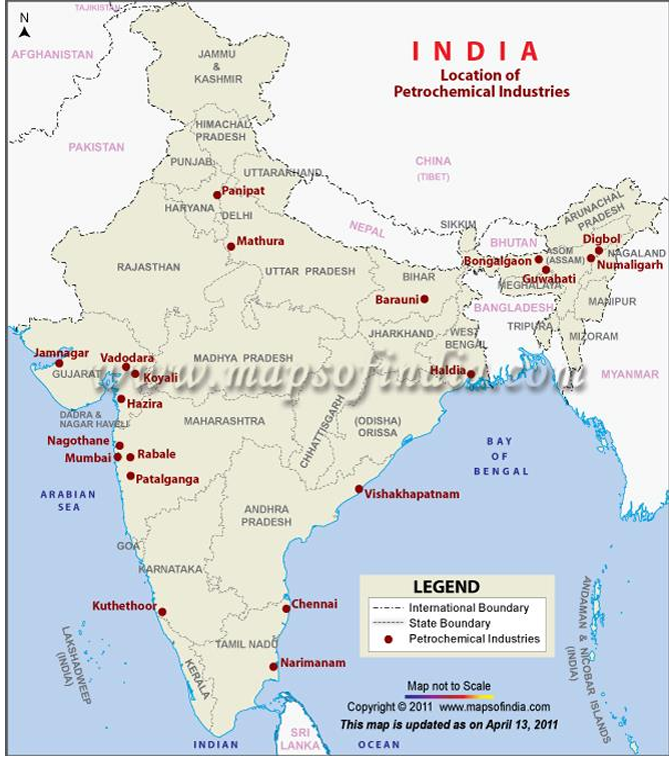 N
TAJIKISTAN
AFGHANISTAN
INDIA
Location of
Petrochemical Industries
JAMMU
&
KASHMIR
HIMACHAL
PRADESH
PAKISTAN
PUNJAB
UTTARAKHAND
CHINA
(TIBET)
Panipat
HARYANA
DELHI
ARUNACHAL
PRADESH
NEPAL
SIKKIM
Mathura
BHUTAN
Digbol
RAJASTHAN
UTTAR PRADESH
BIHAR
Bongalgaon
ASOM
(ASSAM)
NAGALAND
Numaligarh
Guwahati
MEGHALAYA
Barauni
BANGLADESH
MANIPUR
JHARKHAND
WEST
BENGAL
TRIPURA
MIZORAM
Jamnagar
Vadodara
MADHYA PRADESH
GUJARAT
Koyali
Haldia
MYANMAR
www.mapsofindia.com
Hazira
DADRA &
NAGAR HAVELI
MAHARASHTRA
CHHATTISGARH
(ODISHA)
ORISSA
Nagothane
Mumbai
Rabale
BAY
OF
BENGAL
Patalganga
ARABIAN
SEA
Vishakhapatnam
ANDHRA
PRADESH
GOA
KARNATAKA
LEGEND
International Boundary
State Boundary
Petrochemical Industries
Kuthethoor
Chennai
ANDAMAN & NICOBAR ISLANDS
(INDIA)
LAKSHADWEEP
(INDIA)
TAMIL NADU
KERALA
Narimanam
Map not to Scale
Copyright © 2011 www.mapsofindia.com
This map is updated as on April 13, 2011
SRI
LANKA
INDIAN OCEAN